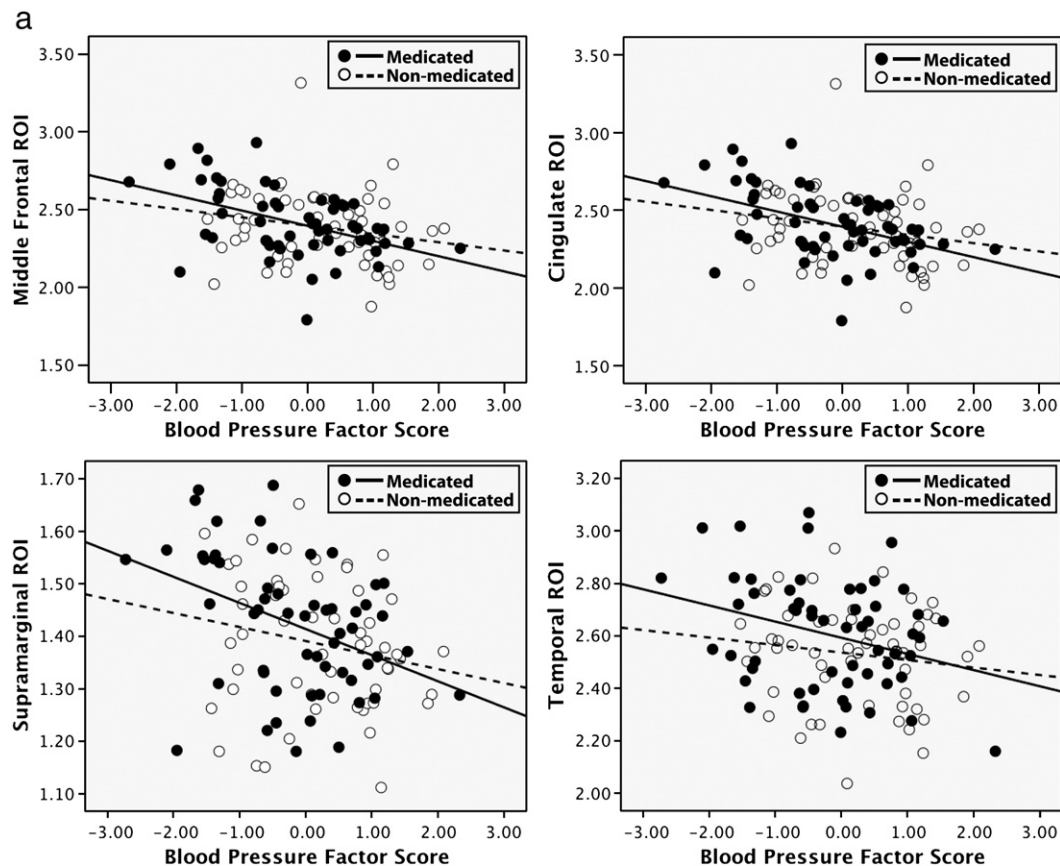 a
Middle Frontal ROI
3.50
3.00
2.50
2.00
1.50
Medicated
Non-medicated
−3.00 −2.00 −1.00 0.00 1.00 2.00 3.00
Blood Pressure Factor Score
Cingulate ROI
3.50
3.00
2.50
2.00
1.50
Medicated
Non-medicated
−3.00 −2.00 −1.00 0.00 1.00 2.00 3.00
Blood Pressure Factor Score
Supramarginal ROI
1.70
1.60
1.50
1.40
1.30
1.20
1.10
Medicated
Non-medicated
−3.00 −2.00 −1.00 0.00 1.00 2.00 3.00
Blood Pressure Factor Score
Temporal ROI
3.20
3.00
2.80
2.60
2.40
2.20
2.00
Medicated
Non-medicated
−3.00 −2.00 −1.00 0.00 1.00 2.00 3.00
Blood Pressure Factor Score